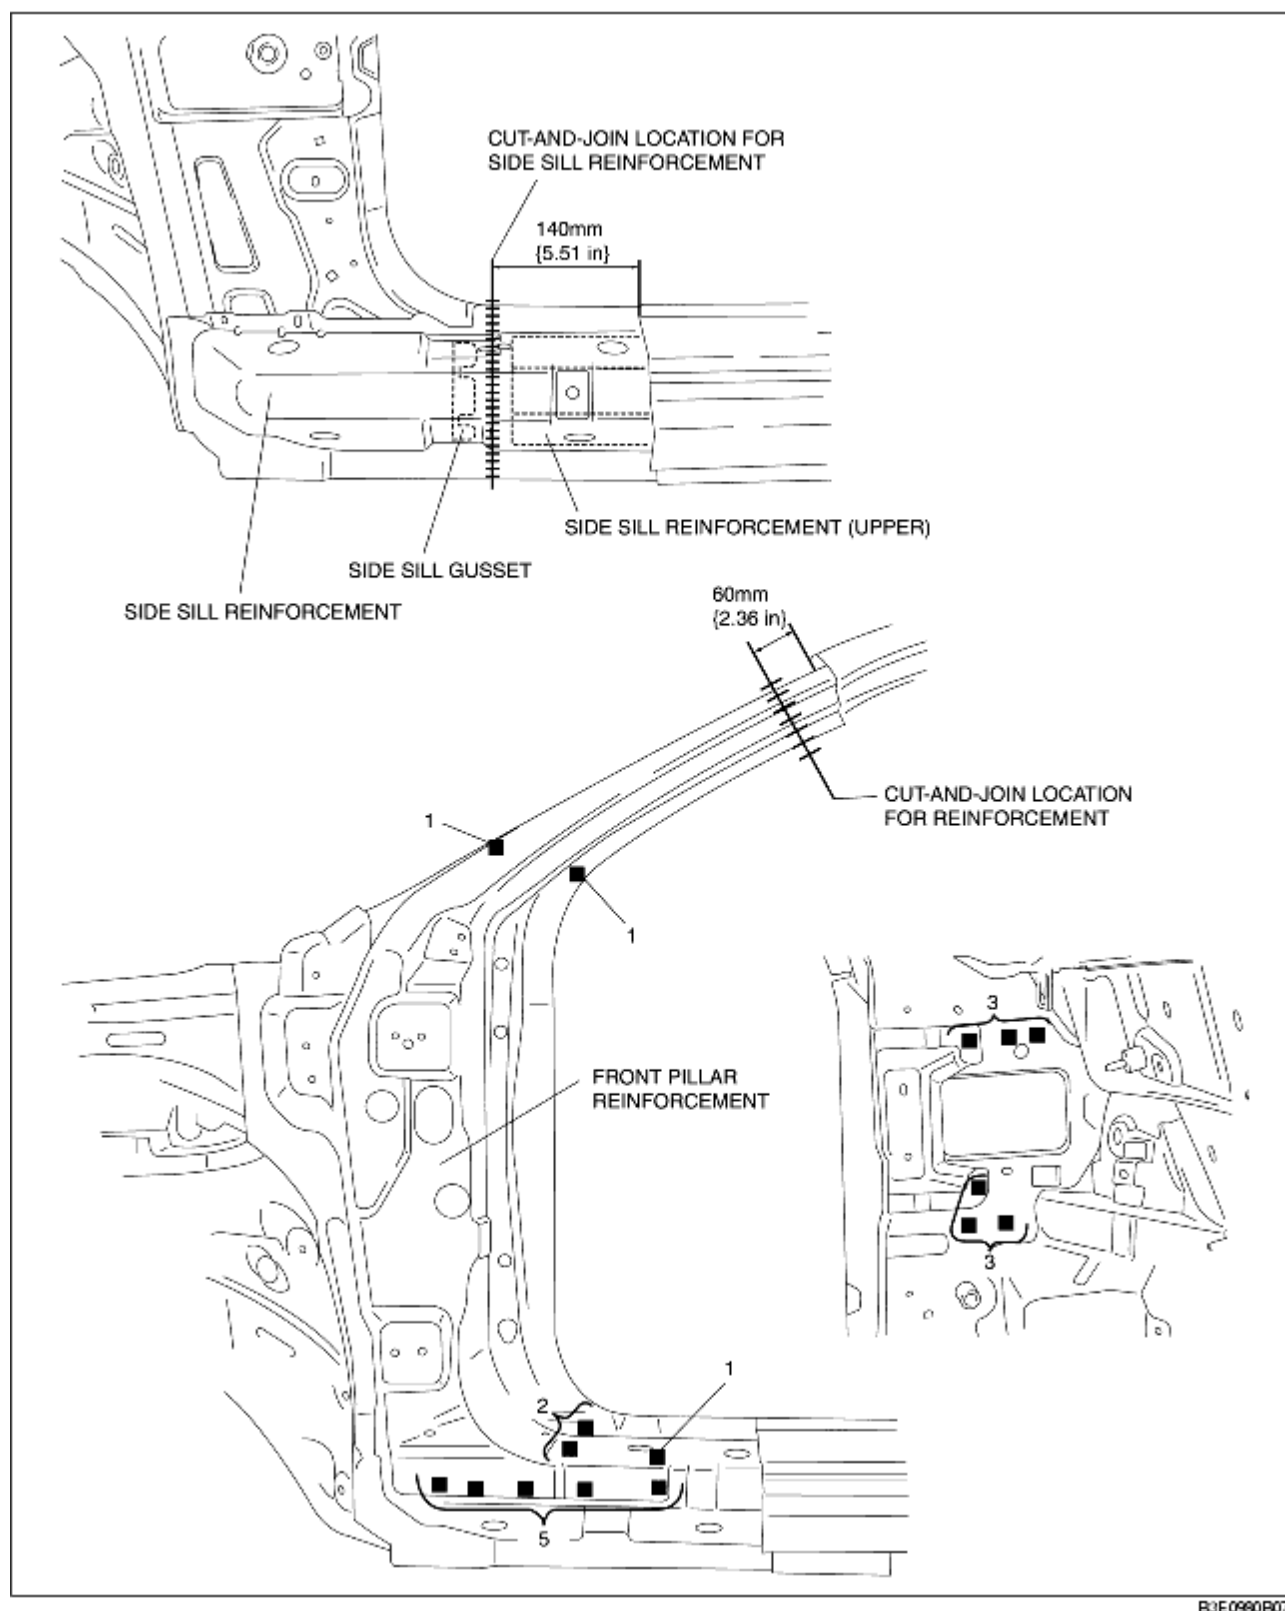 CUT-AND-JOIN LOCATION FOR
SIDE SILL REINFORCEMENT
140mm
{5.51 in}
SIDE SILL REINFORCEMENT (UPPER)
SIDE SILL GUSSET
SIDE SILL REINFORCEMENT
60mm
{2.36 in}
CUT-AND-JOIN LOCATION
FOR REINFORCEMENT
1
1
3
FRONT PILLAR
REINFORCEMENT
3
1
2
5